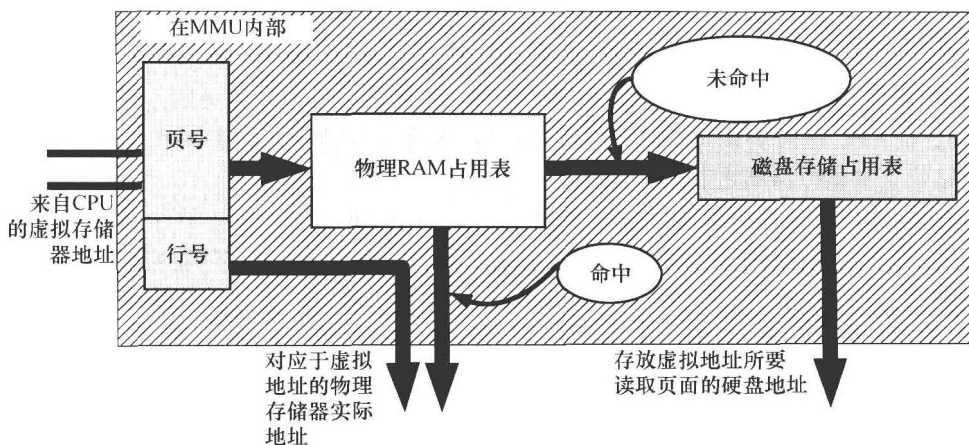 在MMU内部
页号
行号
来自CPU
的虚拟存储
器地址
物理RAM占用表
未命中
磁盘存储占用表
命中
对应于虚拟
地址的物理
存储器实际
地址
存放虚拟地址所要
读取页面的硬盘地址